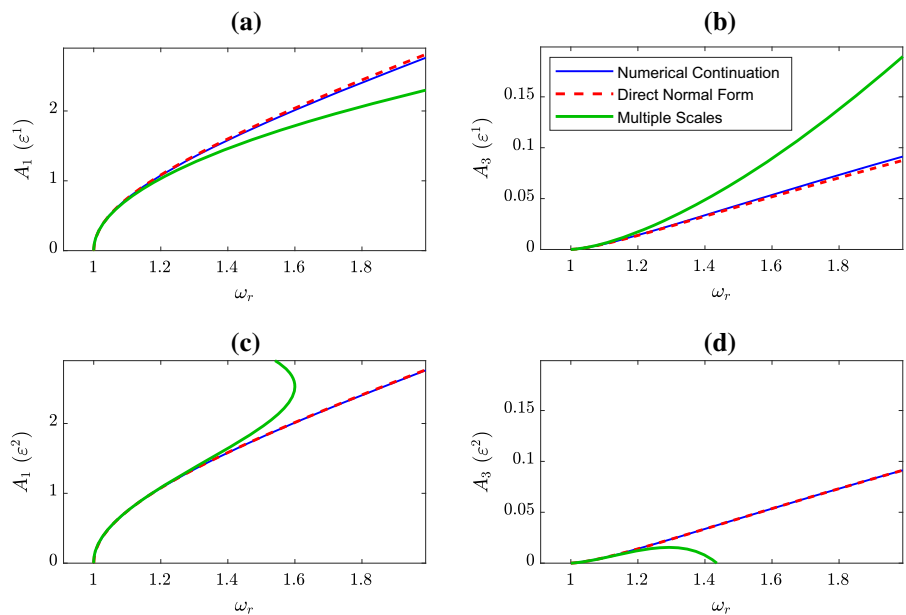 (a)
A₁ (ε¹)
2
1
0
1 1.2 1.4 1.6 1.8
ωᵣ
(b)
A₃ (ε¹)
0.15
0.1
0.05
0
Numerical Continuation
Direct Normal Form
Multiple Scales
1 1.2 1.4 1.6 1.8
ωᵣ
(c)
A₁ (ε²)
2
1
0
1 1.2 1.4 1.6 1.8
ωᵣ
(d)
A₃ (ε²)
0.15
0.1
0.05
0
1 1.2 1.4 1.6 1.8
ωᵣ